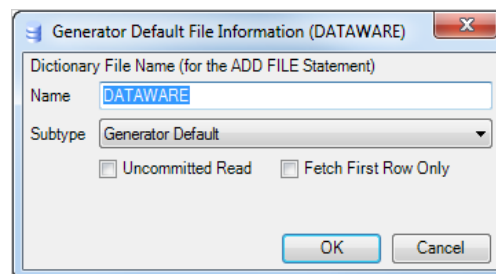 Generator Default File Information (DATAWARE)
Dictionary File Name (for the ADD FILE Statement)
Name DATAWARE
Subtype Generator Default
Uncommitted Read Fetch First Row Only
OK Cancel